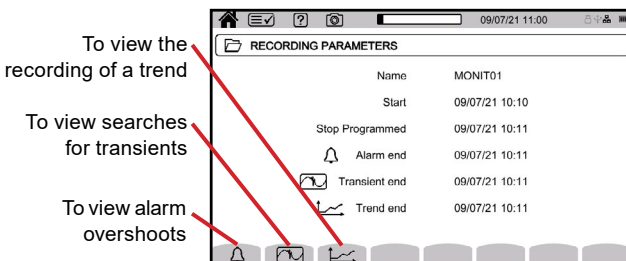 To view the
recording of a trend
To view searches
for transients
To view alarm
overshoots
?
09/07/21 11:00
RECORDING PARAMETERS
Name MONIT01
Start 09/07/21 10:10
Stop Programmed 09/07/21 10:11
Alarm end 09/07/21 10:11
Transient end 09/07/21 10:11
Trend end 09/07/21 10:11